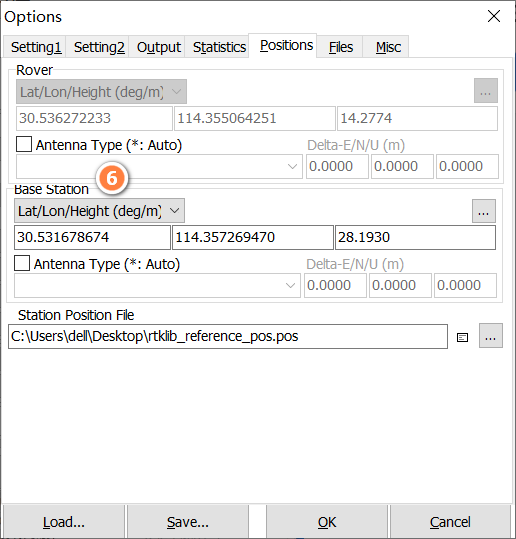 Options
Setting1 Setting2 Output Statistics Positions Files Misc
Rover
Lat/Lon/Height (deg/m) ...
30.536272233 114.355064251 14.2774
Antenna Type (*: Auto) Delta-E/N/U (m)
0.0000 0.0000 0.0000
6
Base Station
Lat/Lon/Height (deg/m) ...
30.531678674 114.357269470 28.1930
Antenna Type (*: Auto) Delta-E/N/U (m)
0.0000 0.0000 0.0000
Station Position File
C:\Users\dell\Desktop\rtklib_reference_pos.pos ...
Load... Save... OK Cancel